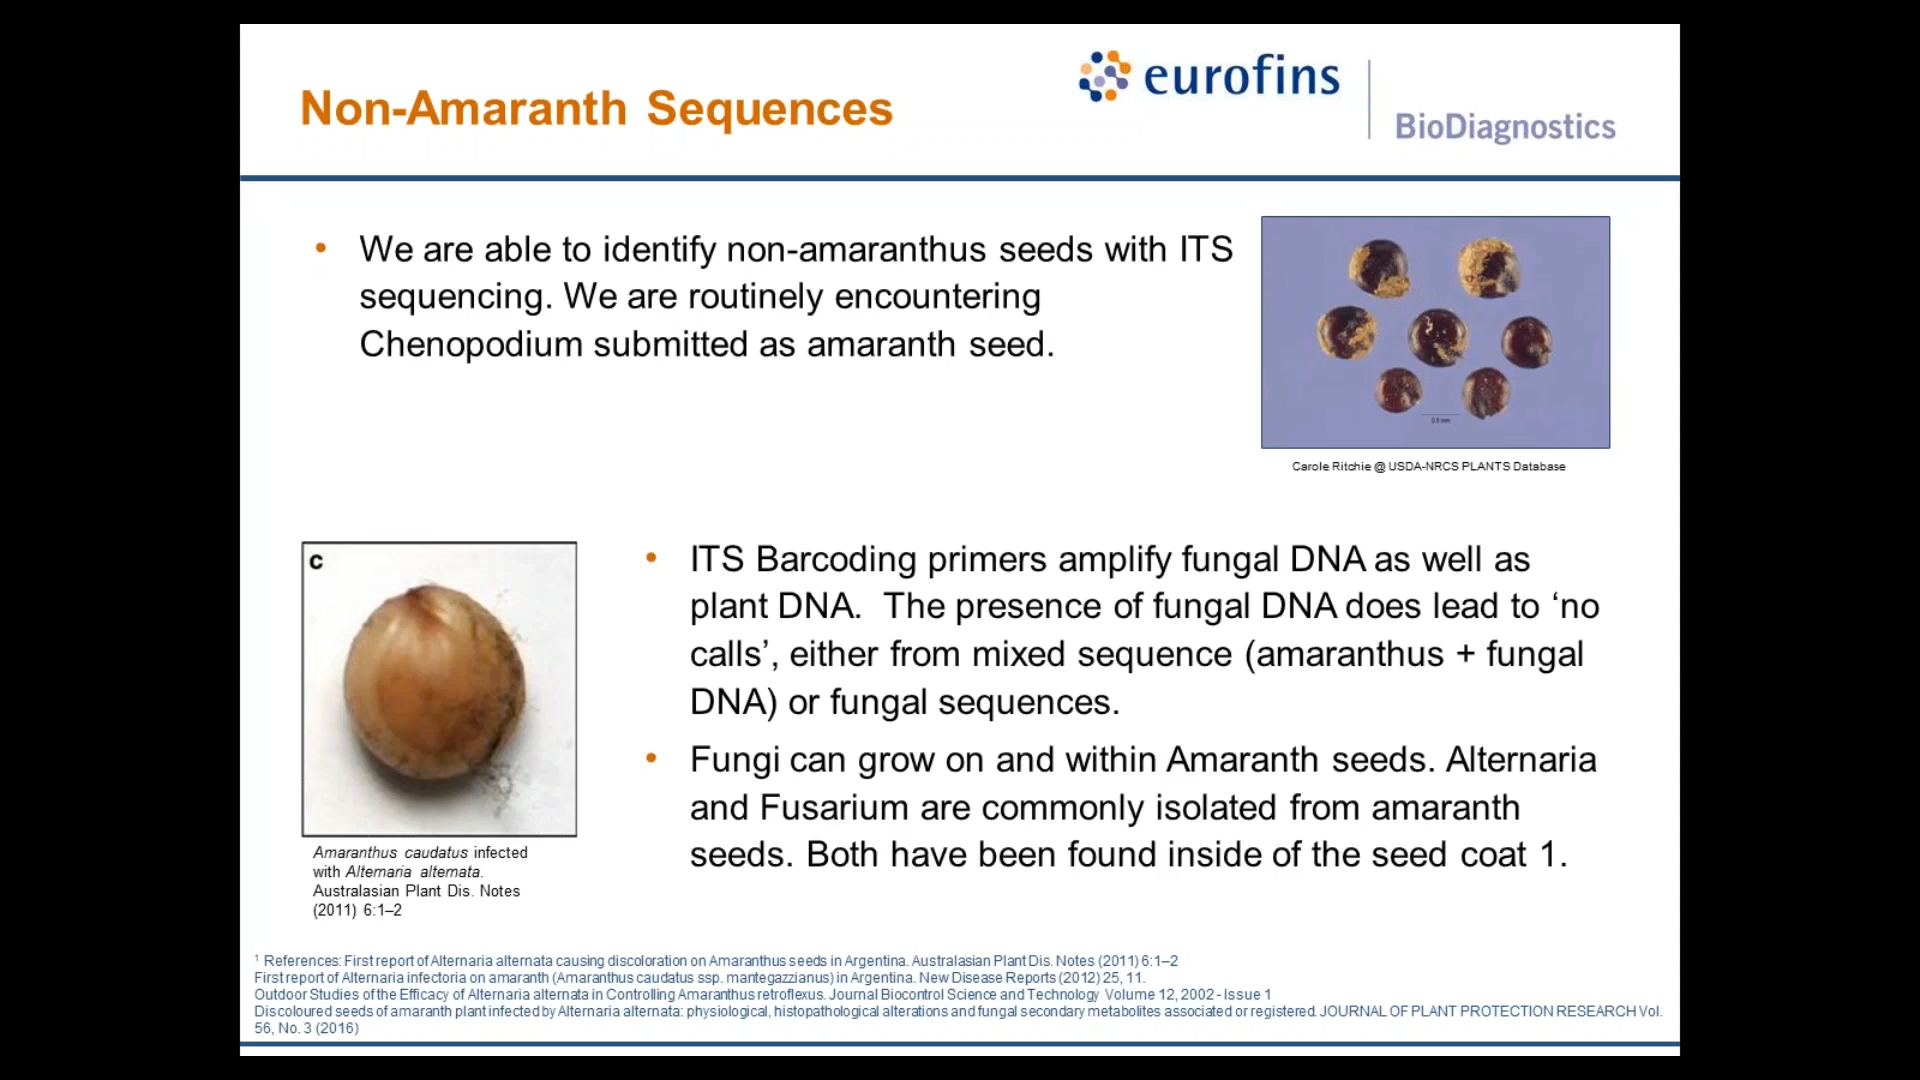 Non-Amaranth Sequences
eurofins
BioDiagnostics
• We are able to identify non-amaranthus seeds with ITS
sequencing. We are routinely encountering
Chenopodium submitted as amaranth seed.
0.5 mm
Carole Ritchie @ USDA-NRCS PLANTS Database
C
Amaranthus caudatus infected
with Alternaria alternata.
Australasian Plant Dis. Notes
(2011) 6:1–2
• ITS Barcoding primers amplify fungal DNA as well as
plant DNA. The presence of fungal DNA does lead to ‘no
calls’, either from mixed sequence (amaranthus + fungal
DNA) or fungal sequences.
• Fungi can grow on and within Amaranth seeds. Alternaria
and Fusarium are commonly isolated from amaranth
seeds. Both have been found inside of the seed coat 1.
1 References: First report of Alternaria alternata causing discoloration on Amaranthus seeds in Argentina. Australasian Plant Dis. Notes (2011) 6:1–2
First report of Alternaria infectoria on amaranth (Amaranthus caudatus ssp. mantegazzianus) in Argentina. New Disease Reports (2012) 25, 11.
Outdoor Studies of the Efficacy of Alternaria alternata in Controlling Amaranthus retroflexus. Journal Biocontrol Science and Technology Volume 12, 2002 - Issue 1
Discoloured seeds of amaranth plant infected by Alternaria alternata: physiological, histopathological alterations and fungal secondary metabolites associated or registered. JOURNAL OF PLANT PROTECTION RESEARCH Vol.
56, No. 3 (2016)